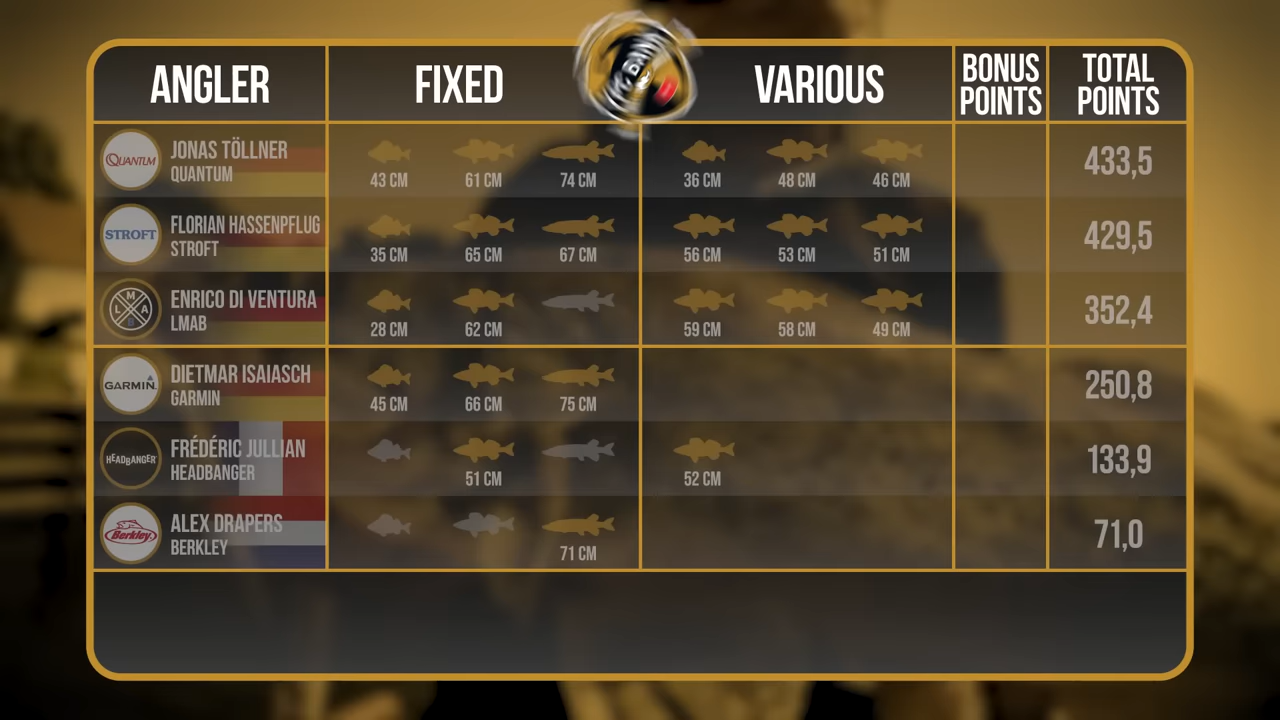 ANGLER
FIXED
VARIOUS
BONUS
POINTS
TOTAL
POINTS
QUANTUM
JONAS TÖLLNER
QUANTUM
43 CM 61 CM 74 CM 36 CM 48 CM 46 CM
433,5
STROFT
FLORIAN HASSENPFLUG
STROFT
35 CM 65 CM 67 CM 56 CM 53 CM 51 CM
429,5
L M A B
ENRICO DI VENTURA
LMAB
28 CM 62 CM 59 CM 58 CM 49 CM
352,4
GARMIN
DIETMAR ISAIASCH
GARMIN
45 CM 66 CM 75 CM
250,8
HEADBANGER
FRÉDÉRIC JULLIAN
HEADBANGER
51 CM 52 CM
133,9
Berkley
ALEX DRAPERS
BERKLEY
71 CM
71,0